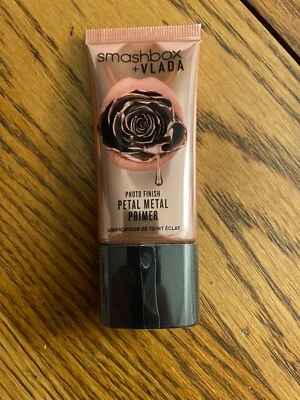 smashbox
+VLADA
PHOTO FINISH
PETAL METAL
PRIMER
UNIFICATEUR DE TEINT ÉCLAT